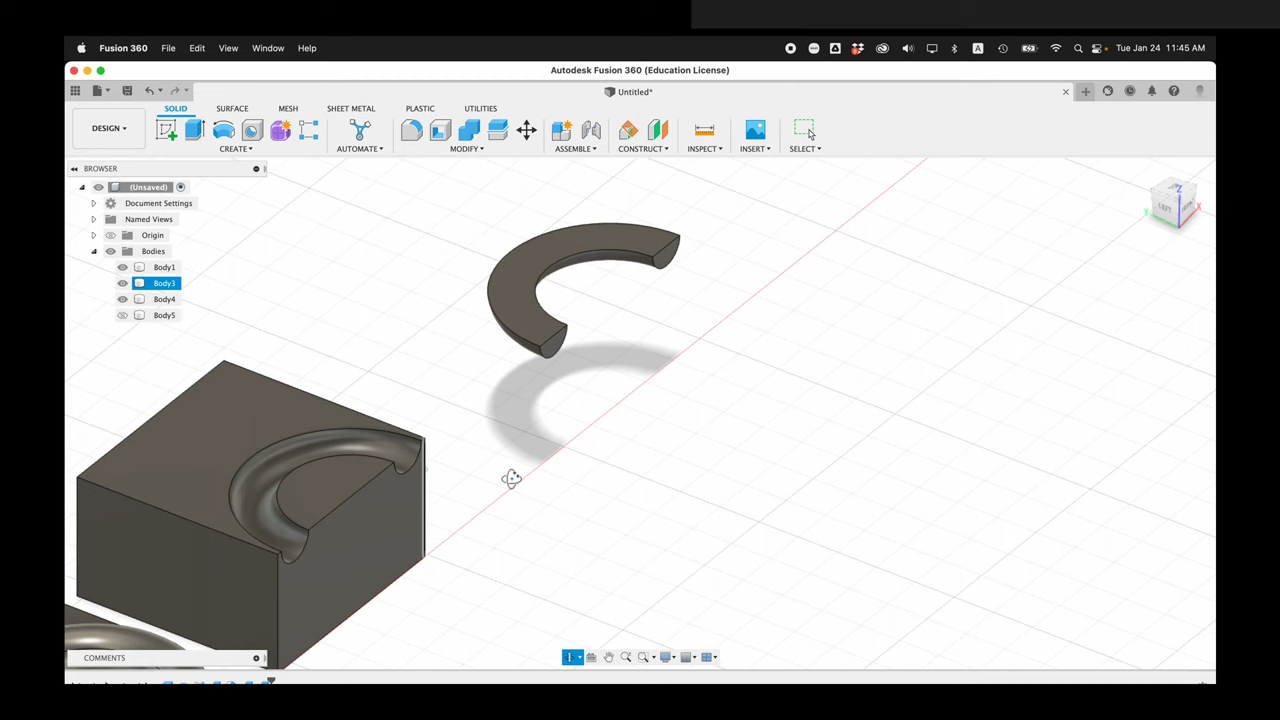 Fusion 360 File Edit View Window Help A Tue Jan 24 11:45 AM
Autodesk Fusion 360 (Education License)
Untitled*
SOLID SURFACE MESH SHEET METAL PLASTIC UTILITIES
DESIGN
CREATE AUTOMATE MODIFY ASSEMBLE CONSTRUCT INSPECT INSERT SELECT
BROWSER
(Unsaved)
Document Settings
Named Views
Origin
Bodies
Body1
Body3
Body4
Body5
Z
LEFT
X
Y
COMMENTS